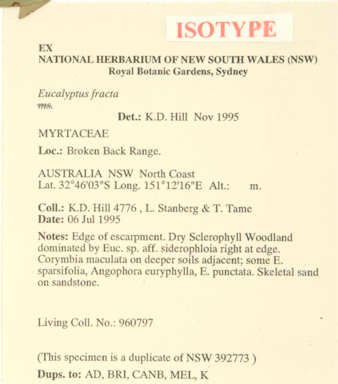 ISOTYPE
EX
NATIONAL HERBARIUM OF NEW SOUTH WALES (NSW)
Royal Botanic Gardens, Sydney
Eucalyptus fracta
ms.
Det.: K.D. Hill Nov 1995
MYRTACEAE
Loc.: Broken Back Range.
AUSTRALIA NSW North Coast
Lat. 32°46'03"S Long. 151°12'16"E Alt.: m.
Coll.: K.D. Hill 4776 , L. Stanberg & T. Tame
Date: 06 Jul 1995
Notes: Edge of escarpment. Dry Sclerophyll Woodland
dominated by Euc. sp. aff. siderophloia right at edge.
Corymbia maculata on deeper soils adjacent; some E.
sparsifolia, Angophora euryphylla, E. punctata. Skeletal sand
on sandstone.
Living Coll. No.: 960797
(This specimen is a duplicate of NSW 392773 )
Dups. to: AD, BRI, CANB, MEL, K